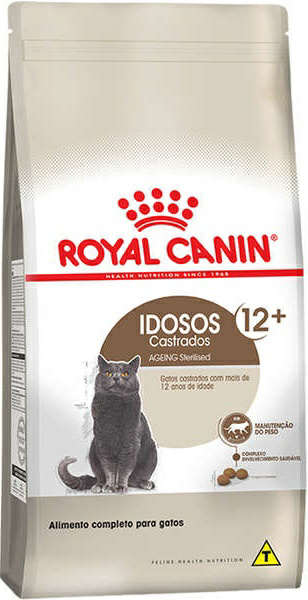 ROYAL CANIN®
HEALTH NUTRITION SINCE 1968
IDOSOS 12+
Castrados
AGEING Sterilised
Gatos castrados com mais de
12 anos de idade
MANUTENÇÃO
DO PESO
COMPLEXO
ENVELHECIMENTO SAUDÁVEL
Alimento completo para gatos
T
FELINE HEALTH NUTRITION